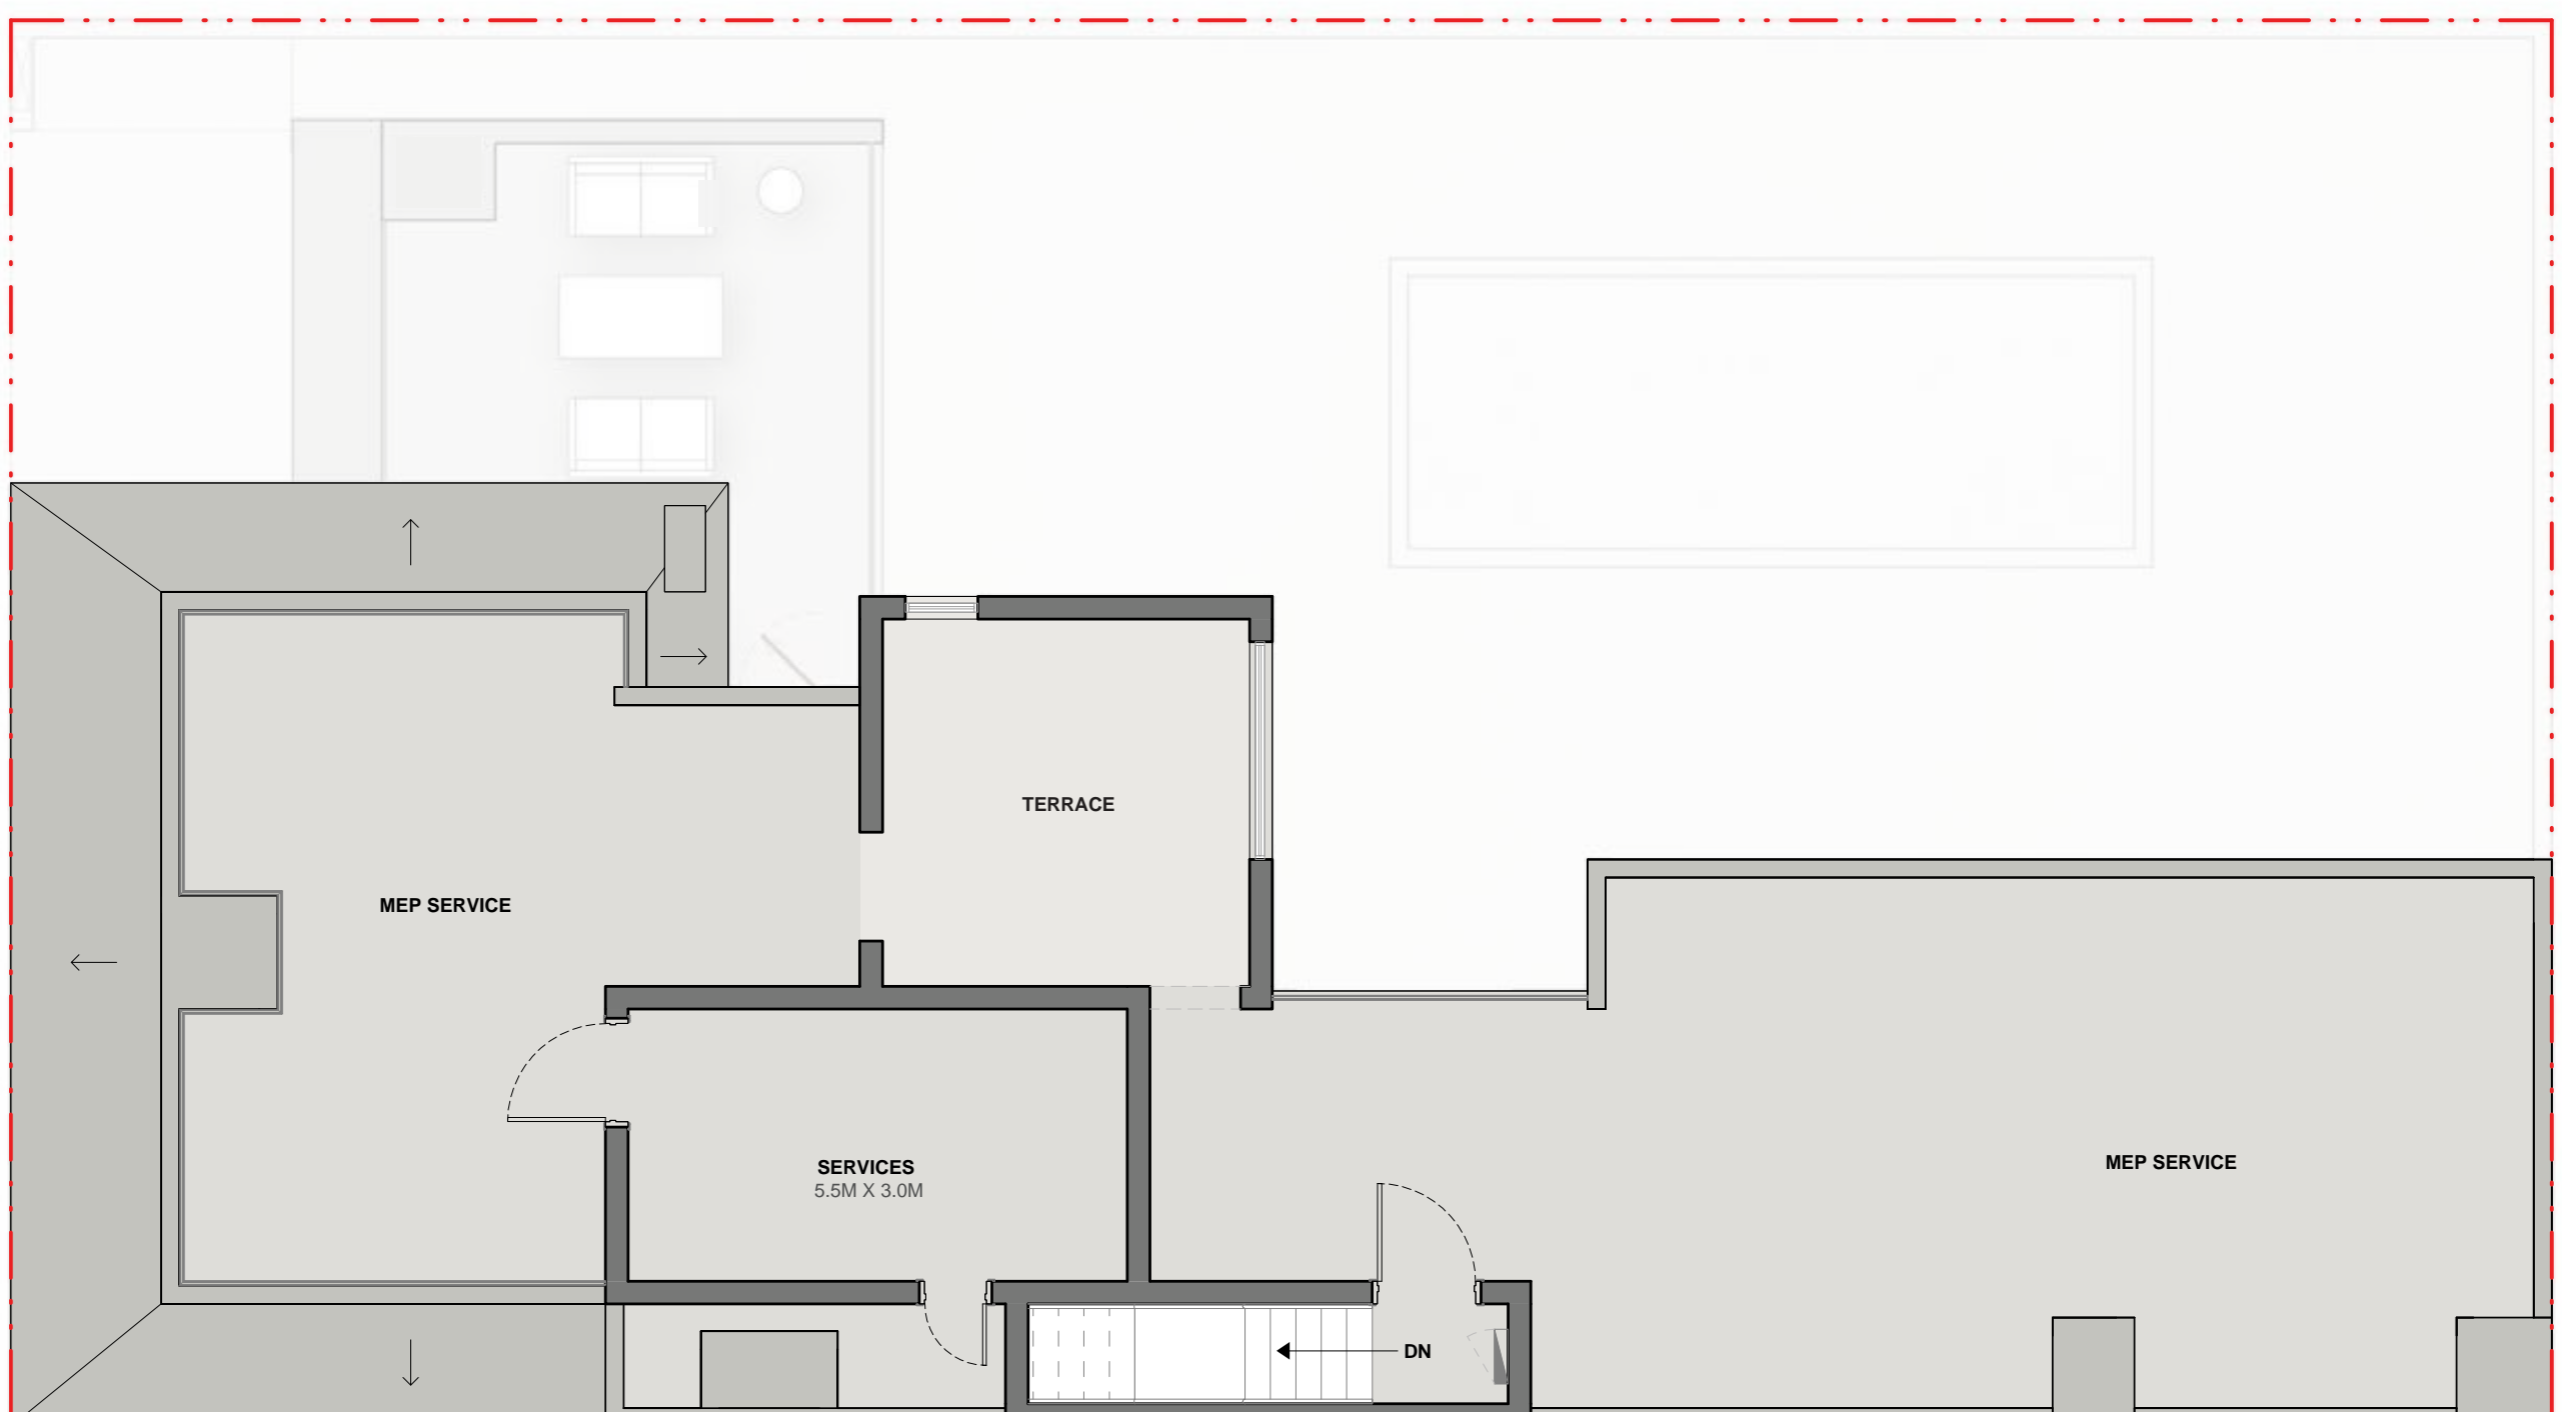 TERRACE
MEP SERVICE
SERVICES
5.5M X 3.0M
MEP SERVICE
DN